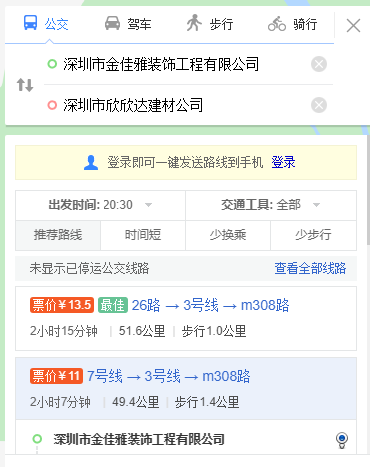 公交 驾车 步行 骑行
深圳市金佳雅装饰工程有限公司
深圳市欣欣达建材公司
登录即可一键发送路线到手机 登录
出发时间: 20:30 交通工具: 全部
推荐路线 时间短 少换乘 少步行
未显示已停运公交线路 查看全部线路
票价¥13.5 最佳 26路 → 3号线 → m308路
2小时15分钟 | 51.6公里 | 步行1.0公里
票价¥11 7号线 → 3号线 → m308路
2小时7分钟 | 49.4公里 | 步行1.4公里
深圳市金佳雅装饰工程有限公司